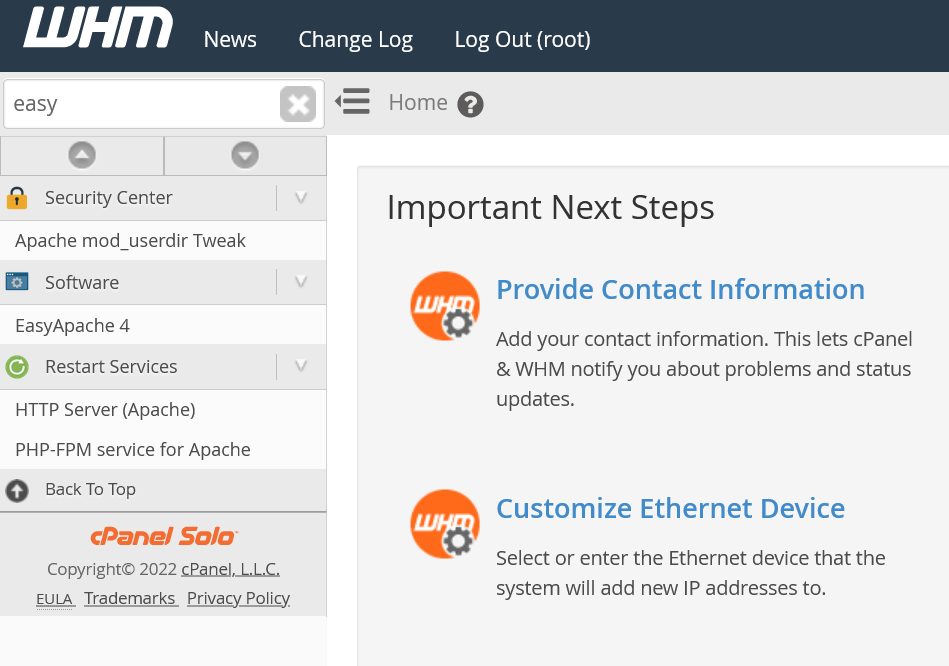 WHM News Change Log Log Out (root)
easy
Home ?
Security Center
Apache mod_userdir Tweak
Software
EasyApache 4
Restart Services
HTTP Server (Apache)
PHP-FPM service for Apache
Back To Top
cPanel Solo
Copyright© 2022 cPanel, L.L.C.
EULA Trademarks Privacy Policy
Important Next Steps
WHM
Provide Contact Information
Add your contact information. This lets cPanel
& WHM notify you about problems and status
updates.
WHM
Customize Ethernet Device
Select or enter the Ethernet device that the
system will add new IP addresses to.